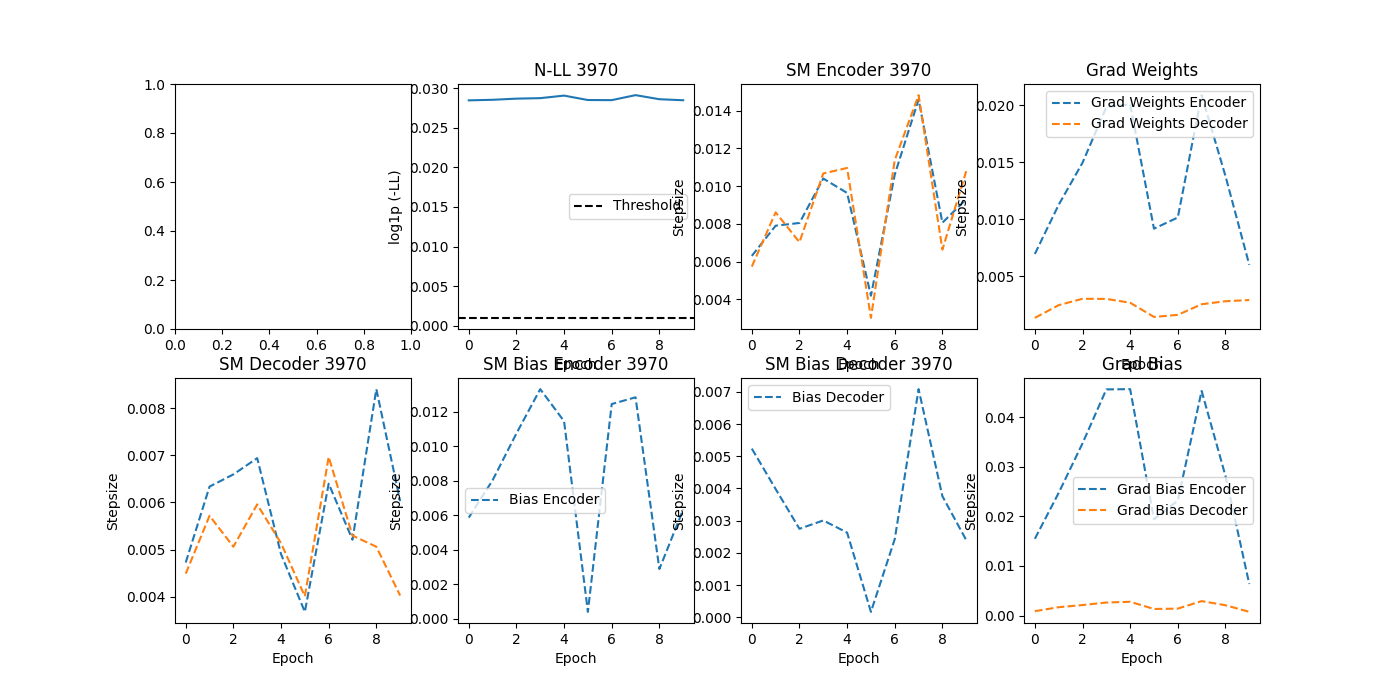 N-LL 3970
SM Encoder 3970
Grad Weights
1.0
0.8
0.6
0.4
0.2
0.0
0.0 0.2 0.4 0.6 0.8 1.0
log1p (-LL)
0.030
0.025
0.020
0.015
0.010
0.005
0.000
Threshold
0 2 4 6 8
Epoch
Stepsize
0.014
0.012
0.010
0.008
0.006
0.004
0 2 4 6 8
Epoch
Stepsize
0.020
0.015
0.010
0.005
Grad Weights Encoder
Grad Weights Decoder
0 2 4 6 8
Epoch
SM Decoder 3970
SM Bias Encoder 3970
SM Bias Decoder 3970
Grad Bias
Stepsize
0.008
0.007
0.006
0.005
0.004
0 2 4 6 8
Epoch
Stepsize
0.012
0.010
0.008
0.006
0.004
0.002
0.000
Bias Encoder
0 2 4 6 8
Epoch
Stepsize
0.007
0.006
0.005
0.004
0.003
0.002
0.001
0.000
Bias Decoder
0 2 4 6 8
Epoch
Stepsize
0.04
0.03
0.02
0.01
0.00
Grad Bias Encoder
Grad Bias Decoder
0 2 4 6 8
Epoch